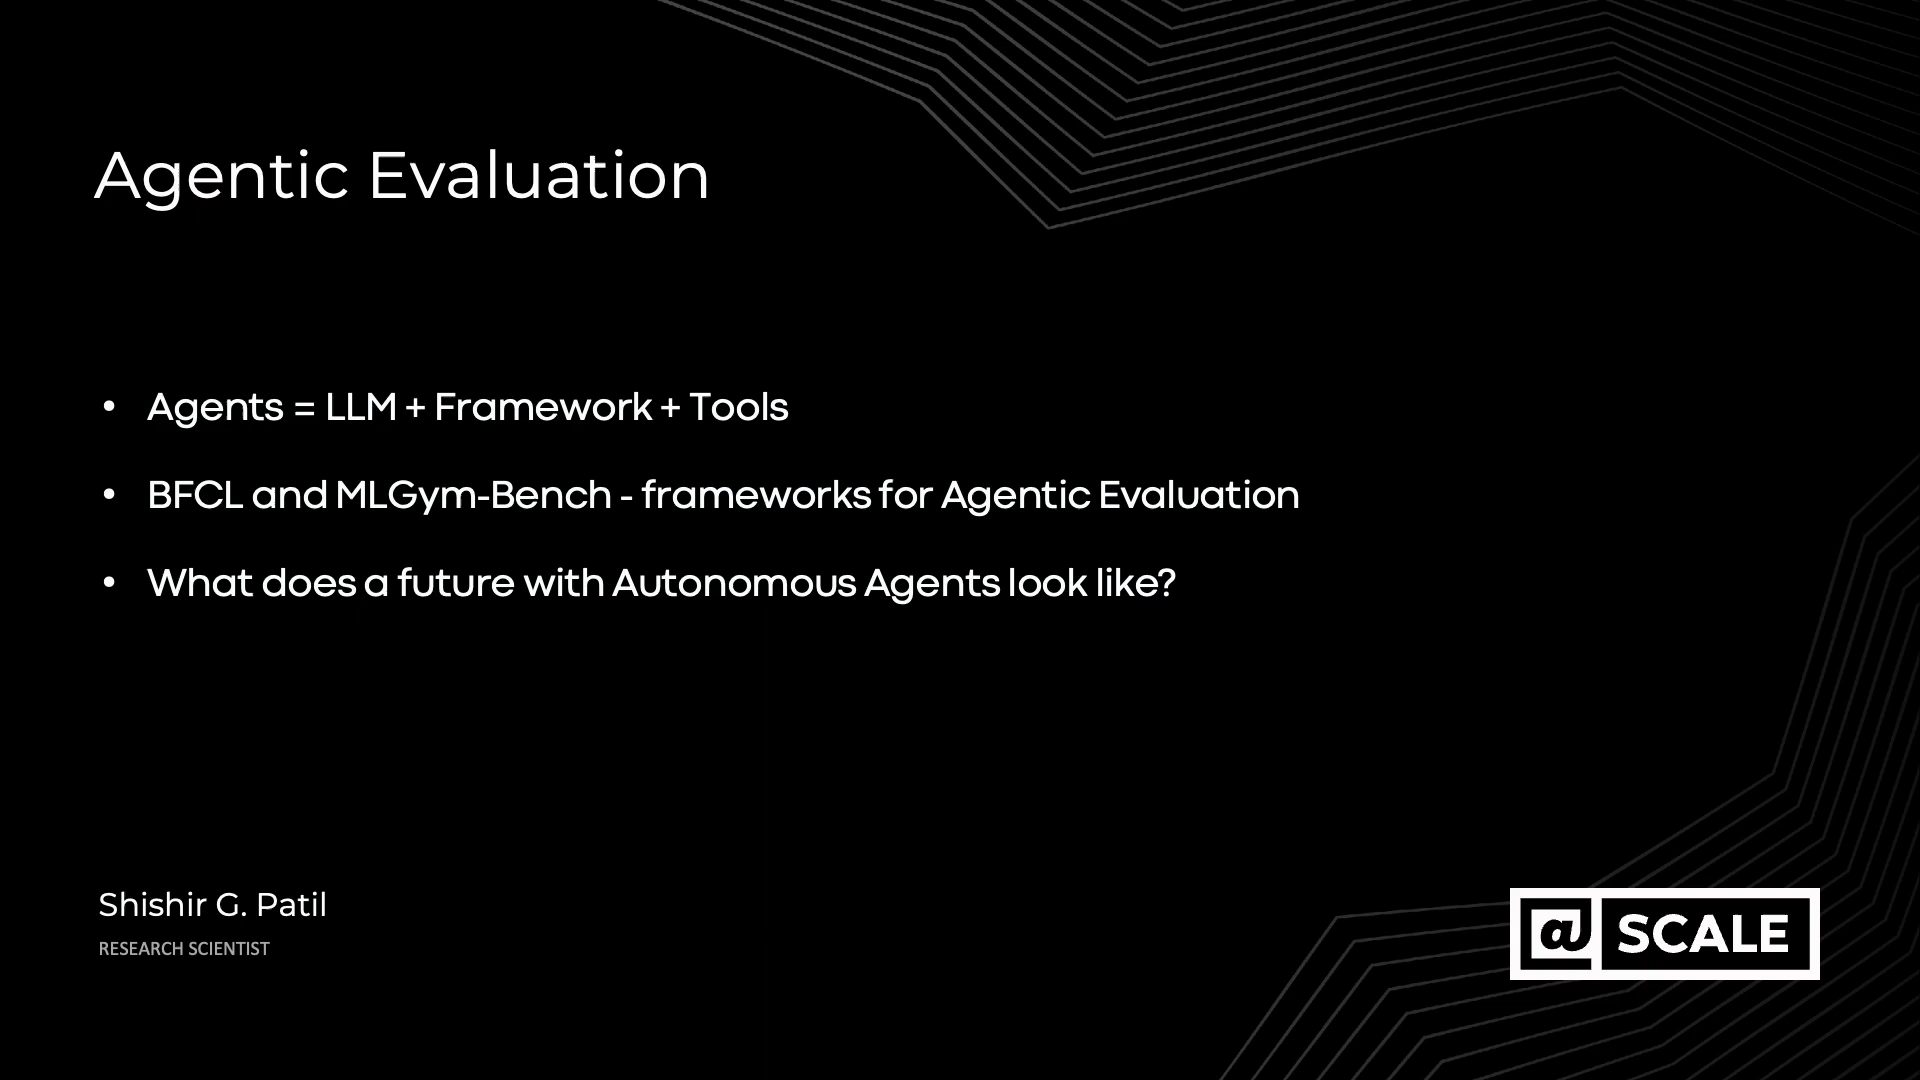 Agentic Evaluation
• Agents = LLM + Framework + Tools
• BFCL and MLGym-Bench - frameworks for Agentic Evaluation
• What does a future with Autonomous Agents look like?
Shishir G. Patil
RESEARCH SCIENTIST
@ SCALE